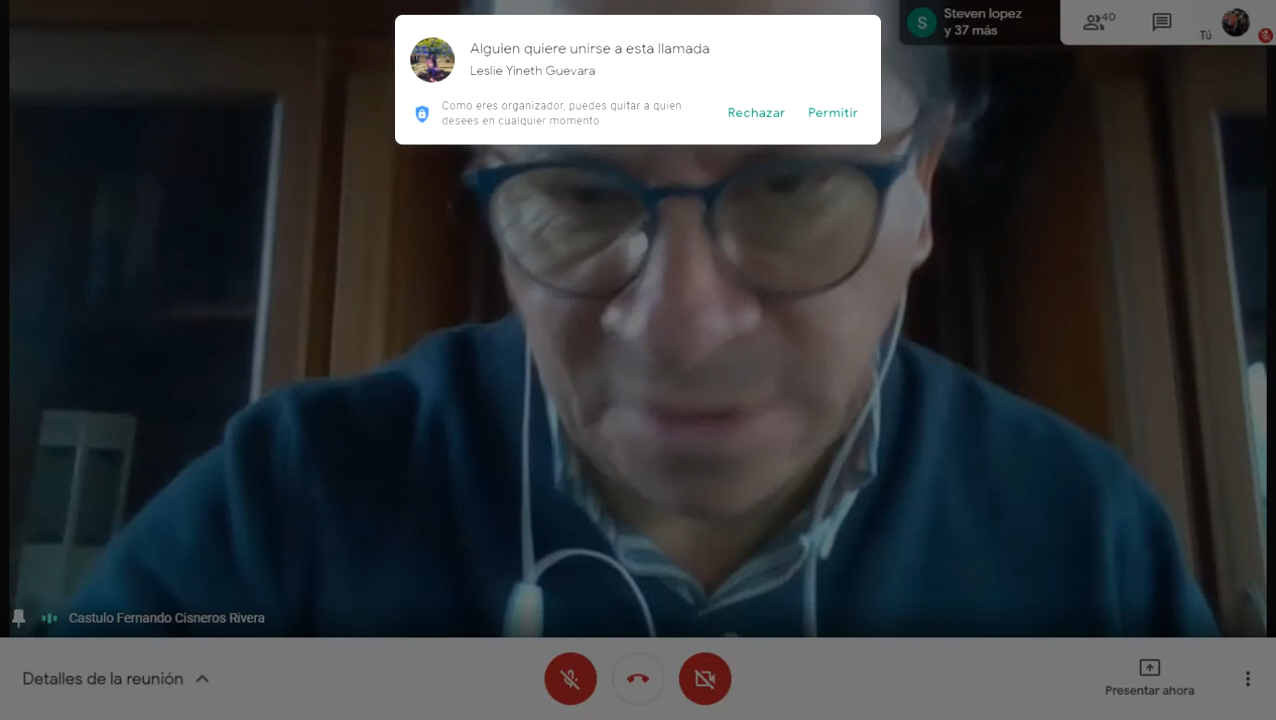 Steven lopez
y 37 más
40
S
Tú
Alguien quiere unirse a esta llamada
Leslie Yineth Guevara
Como eres organizador, puedes quitar a quien
desees en cualquier momento
Rechazar
Permitir
Castulo Fernando Cisneros Rivera
Detalles de la reunión
Presentar ahora